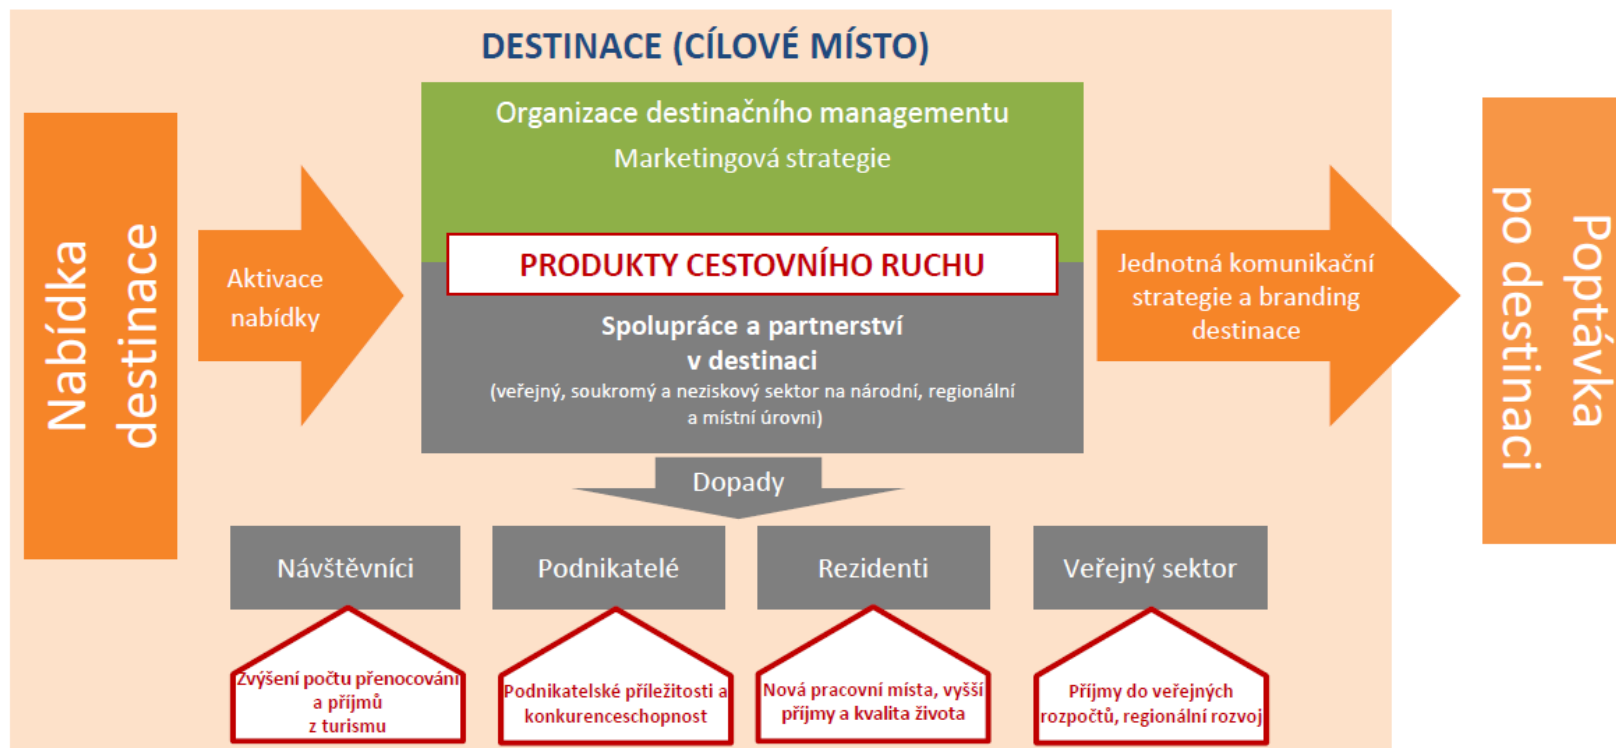 DESTINACE (CÍLOVÉ MÍSTO)
Nabídka
destinace
Aktivace
nabídky
Organizace destinačního managementu
Marketingová strategie
PRODUKTY CESTOVNÍHO RUCHU
Spolupráce a partnerství
v destinaci
(veřejný, soukromý a neziskový sektor na národní, regionální
a místní úrovni)
Jednotná komunikační
strategie a branding
destinace
Poptávka
po destinaci
Dopady
Návštěvníci
Podnikatelé
Rezidenti
Veřejný sektor
Zvýšení počtu přenocování
a příjmů
z turismu
Podnikatelské příležitosti a
konkurenceschopnost
Nová pracovní místa, vyšší
příjmy a kvalita života
Příjmy do veřejných
rozpočtů, regionální rozvoj